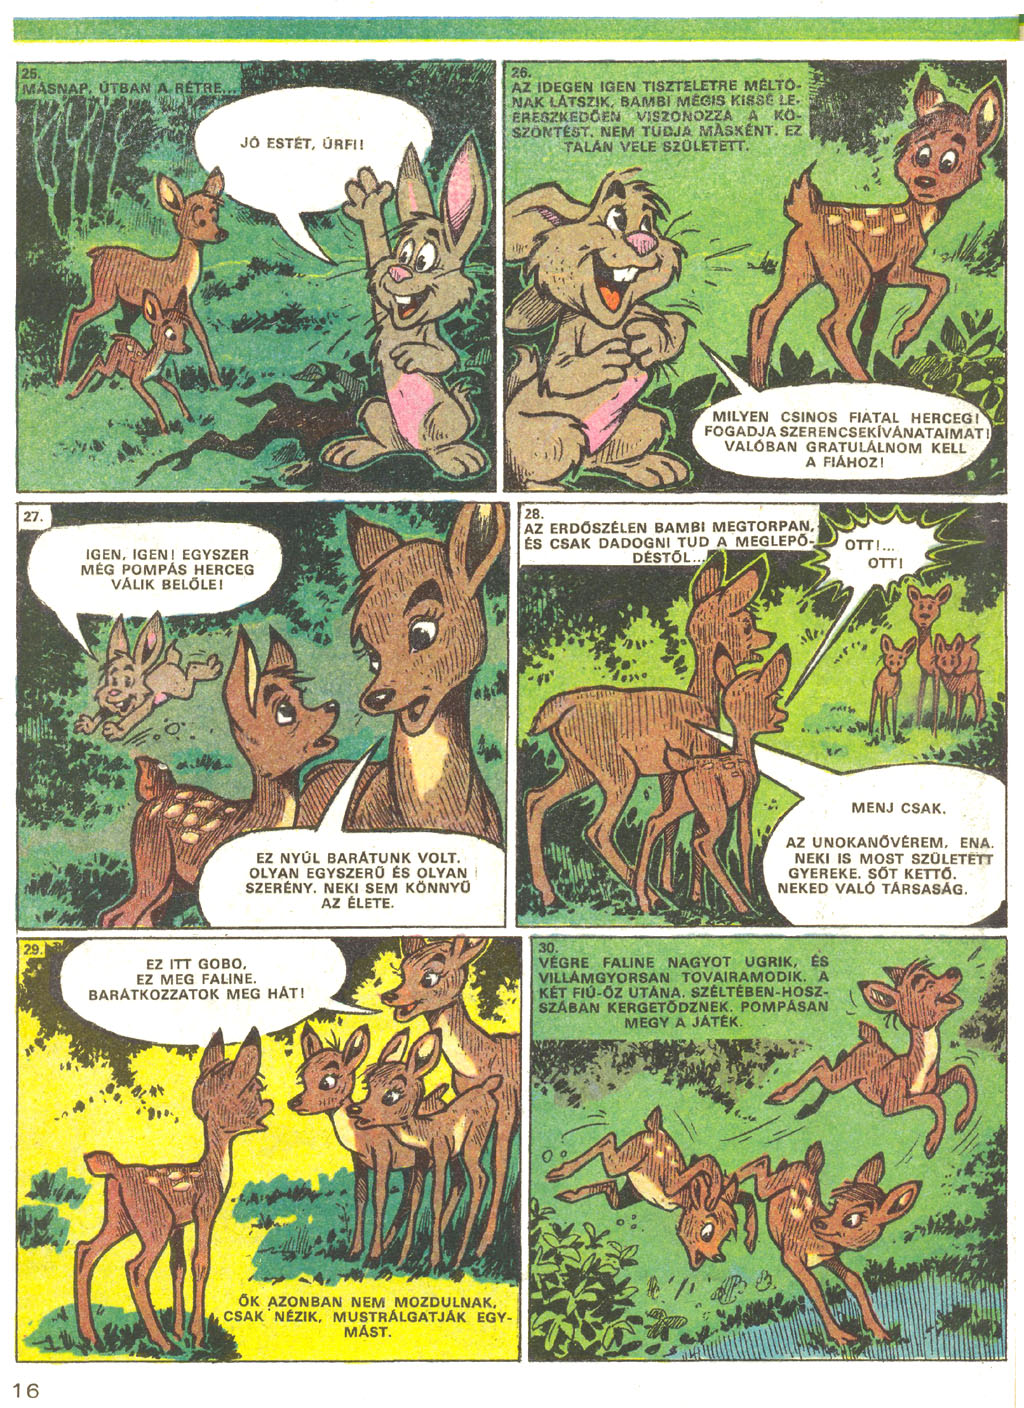 25.
MÁSNAP, ÚTBAN A RÉTRE...
JÓ ESTÉT, ÚRFI!
26.
AZ IDEGEN IGEN TISZTELETRE MÉLTÓ-
NAK LÁTSZIK, BAMBI MÉGIS KISSÉ LE-
ERESZKEDŐEN VISZONOZZA A KÖ-
SZÖNTÉST. NEM TUDJA MÁSKÉNT. EZ
TALÁN VELE SZÜLETETT.
MILYEN CSINOS FIATAL HERCEG!
FOGADJA SZERENCSEKÍVÁNATAIMAT!
VALÓBAN GRATULÁLNOM KELL
A FIÁHOZ!
27.
IGEN, IGEN! EGYSZER
MÉG POMPÁS HERCEG
VÁLIK BELŐLE!
EZ NYÚL BARÁTUNK VOLT.
OLYAN EGYSZERŰ ÉS OLYAN
SZERÉNY. NEKI SEM KÖNNYŰ
AZ ÉLETE.
28.
AZ ERDŐSZÉLEN BAMBI MEGTORPAN,
ÉS CSAK DADOGNI TUD A MEGLEPŐ-
DÉSTŐL...
OTT!...
OTT!
MENJ CSAK.
AZ UNOKANŐVÉREM, ENA.
NEKI IS MOST SZÜLETETT
GYEREKE. SŐT KETTŐ.
NEKED VALÓ TÁRSASÁG.
29.
EZ ITT GOBO,
EZ MEG FALINE.
BARÁTKOZZATOK MEG HÁT!
ŐK AZONBAN NEM MOZDULNAK,
CSAK NÉZIK, MUSTRÁLGATJÁK EGY-
MÁST.
30.
VÉGRE FALINE NAGYOT UGRIK, ÉS
VILLÁMGYORSAN TOVAIRAMODIK. A
KÉT FIÚ-ŐZ UTÁNA. SZÉLTÉBEN-HOSZ-
SZÁBAN KERGETŐDZNEK. POMPÁSAN
MEGY A JÁTÉK.
16